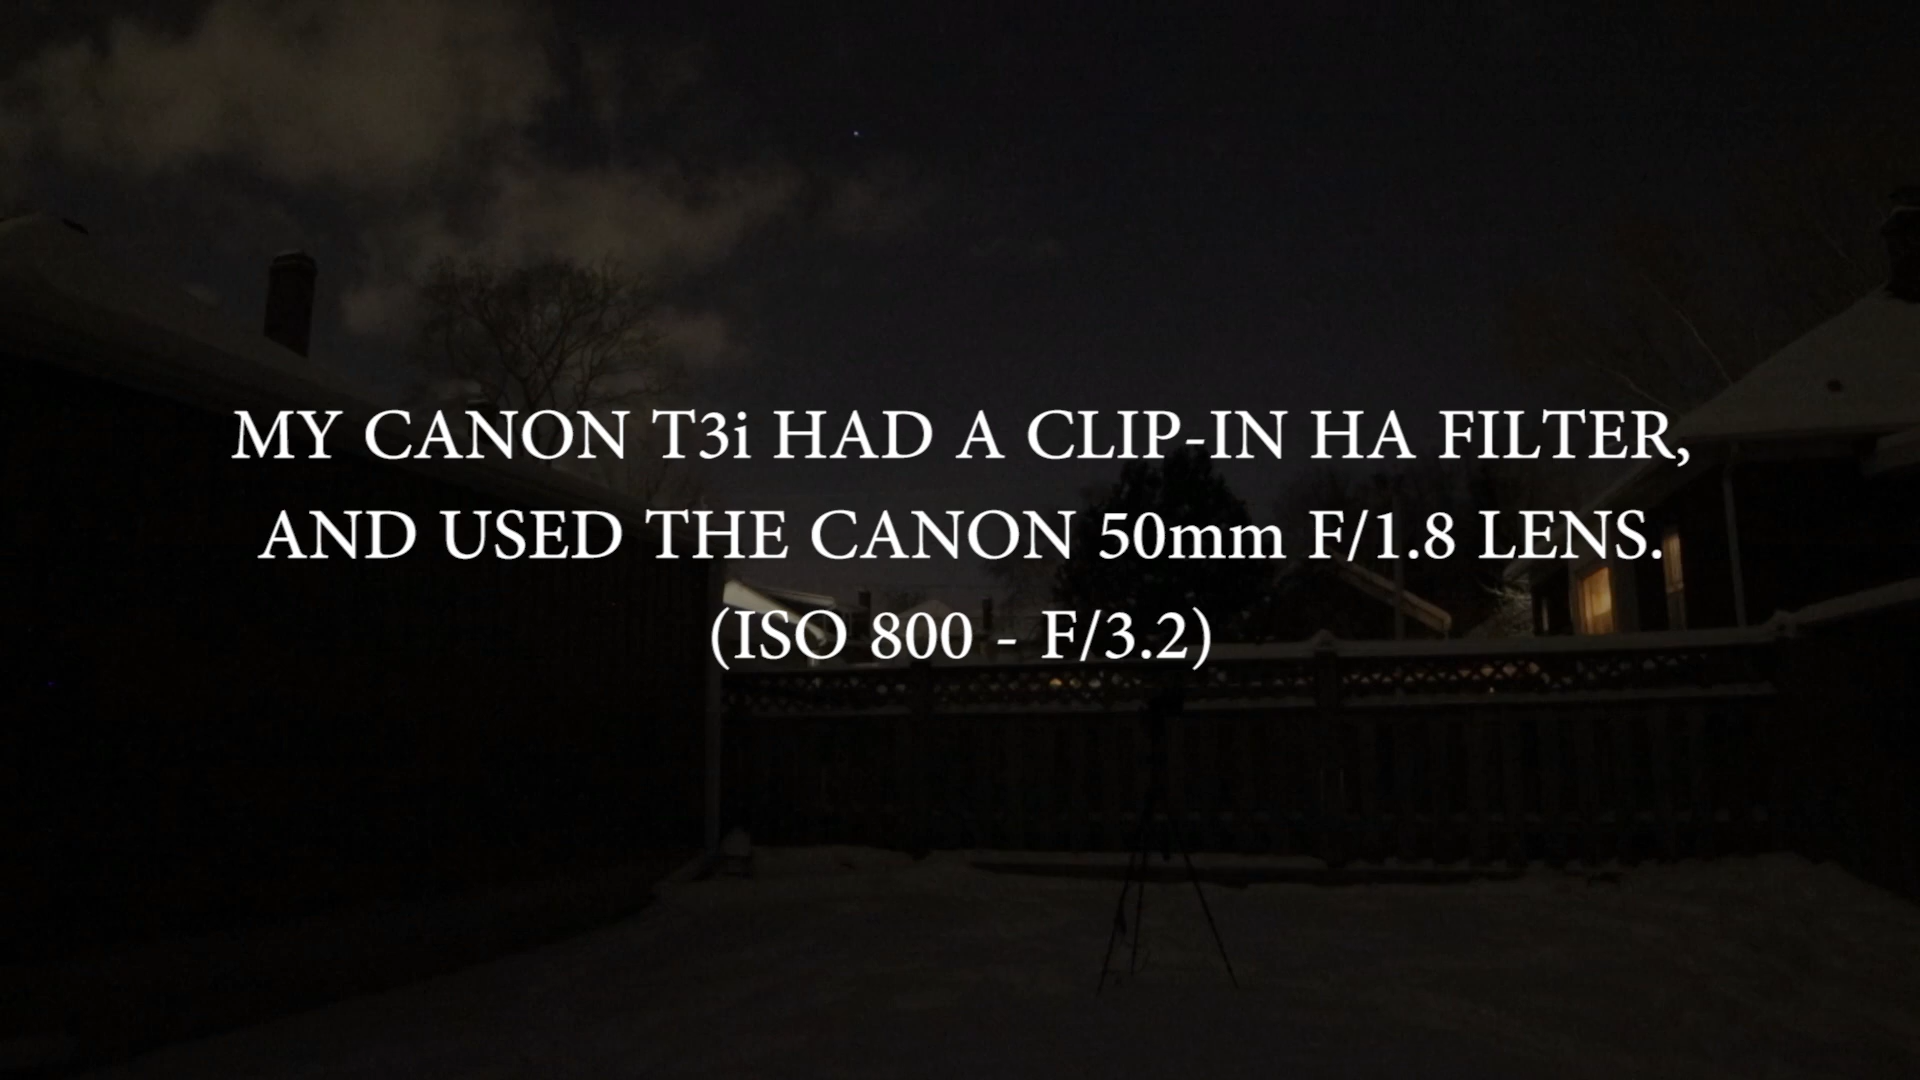 MY CANON T3i HAD A CLIP-IN HA FILTER,
AND USED THE CANON 50mm F/1.8 LENS.
(ISO 800 - F/3.2)